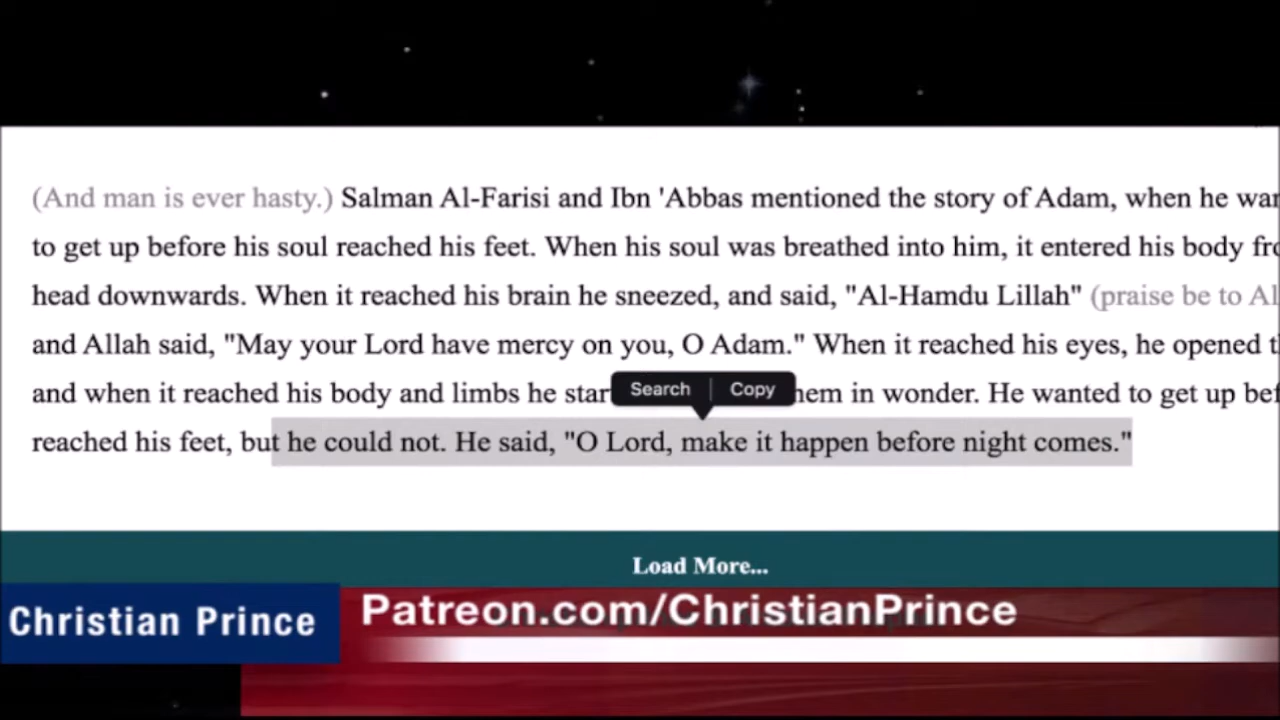 (And man is ever hasty.) Salman Al-Farisi and Ibn 'Abbas mentioned the story of Adam, when he
to get up before his soul reached his feet. When his soul was breathed into him, it entered his body
head downwards. When it reached his brain he sneezed, and said, "Al-Hamdu Lillah" (praise be to
and Allah said, "May your Lord have mercy on you, O Adam." When it reached his eyes, he opened
and when it reached his body and limbs he in wonder. He wanted to get up
reached his feet, but he could not. He said, "O Lord, make it happen before night comes."
Search | Copy
Load More...
Christian Prince
Patreon.com/ChristianPrince